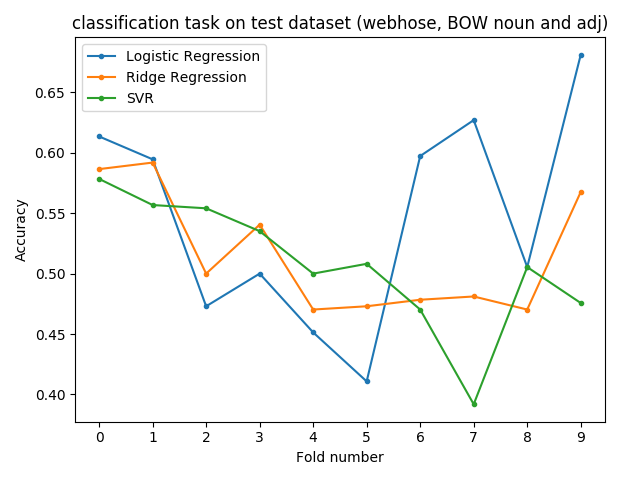 classification task on test dataset (webhose, BOW noun and adj)
Logistic Regression
Ridge Regression
SVR
Accuracy
0.65
0.60
0.55
0.50
0.45
0.40
0 1 2 3 4 5 6 7 8 9
Fold number